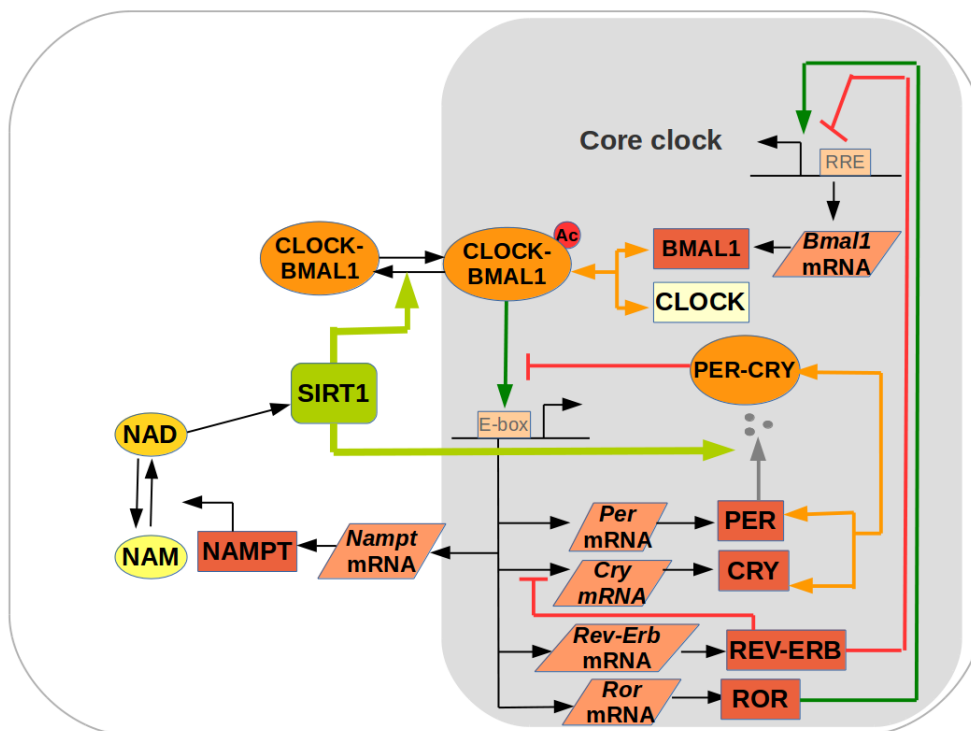 Core clock
RRE
Ac
CLOCK-
BMAL1
CLOCK-
BMAL1
BMAL1
Bmal1
mRNA
CLOCK
PER-CRY
SIRT1
E-box
NAD
NAM
NAMPT
Nampt
mRNA
Per
mRNA
PER
Cry
mRNA
CRY
Rev-Erb
mRNA
REV-ERB
Ror
mRNA
ROR